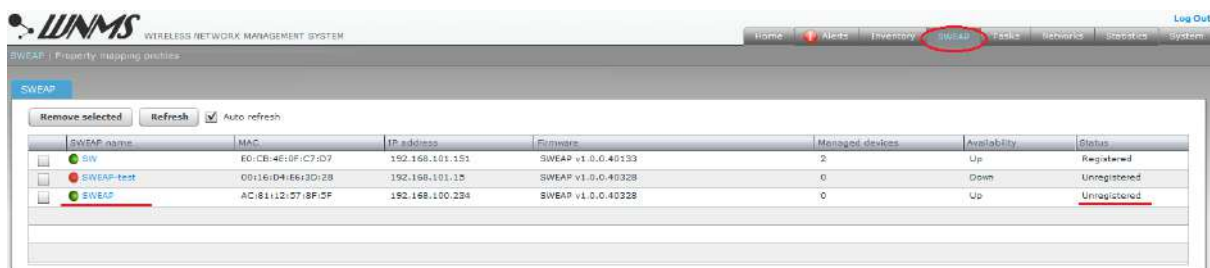 Log Out
WNMS WIRELESS NETWORK MANAGEMENT SYSTEM
Home Alerts Inventory SWEAP Tasks Networks Statistics System
SWEAP | Property mapping profiles
SWEAP
Remove selected Refresh Auto refresh
SWEAP name MAC IP address Firmware Managed devices Availability Status
SW E0:CB:4E:0F:C7:D7 192.168.101.151 SWEAP v1.0.0.40133 2 Up Registered
SWEAP-test 00:16:D4:E6:3D:28 192.168.101.15 SWEAP v1.0.0.40328 0 Down Unregistered
SWEAP AC:81:12:57:8F:5F 192.168.100.234 SWEAP v1.0.0.40328 0 Up Unregistered